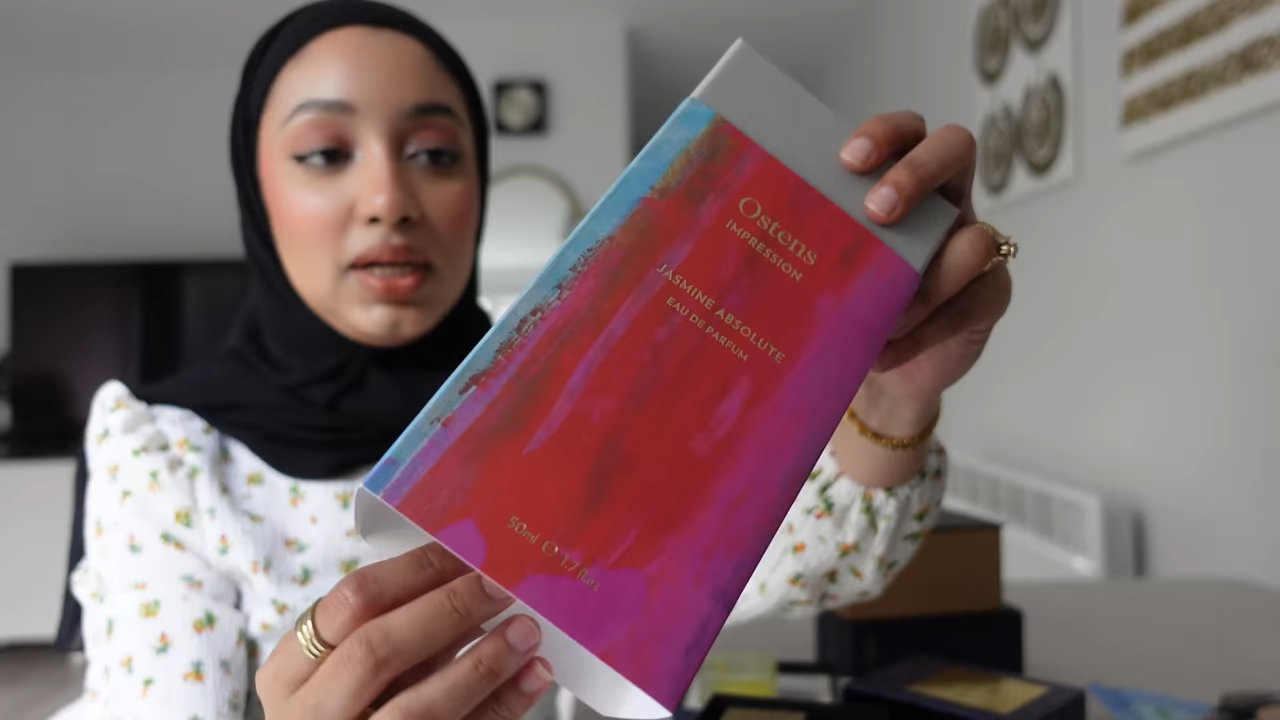 Ostens
IMPRESSION
JASMINE ABSOLUTE
EAU DE PARFUM
50ml ℮ 1.7 fl.oz